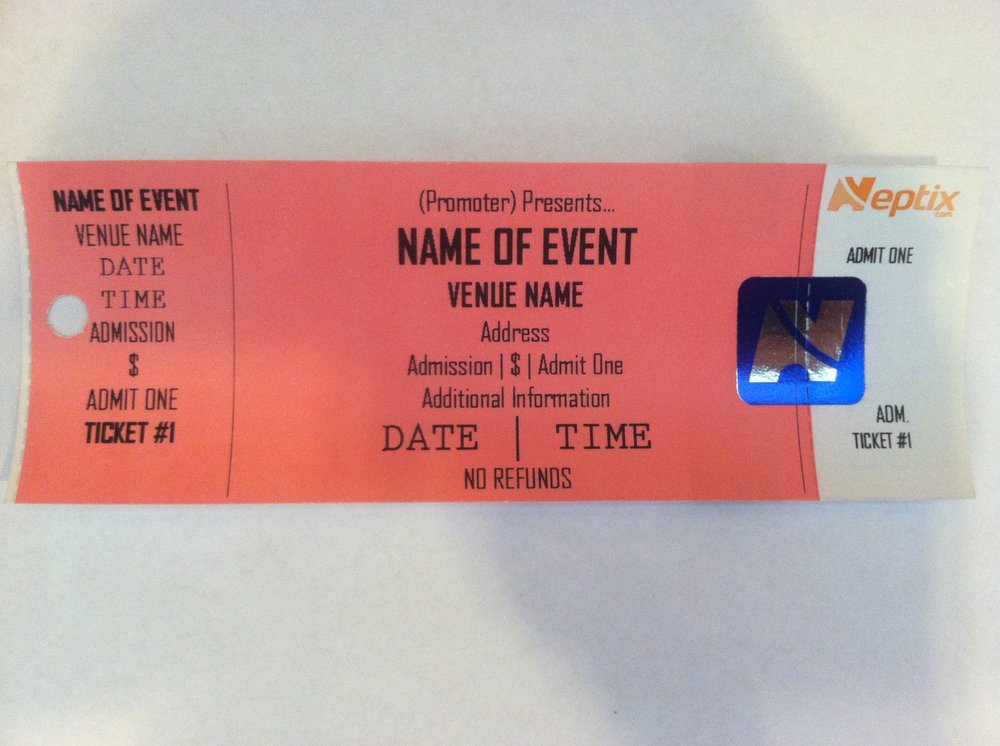 NAME OF EVENT
VENUE NAME
DATE
TIME
ADMISSION
$
ADMIT ONE
TICKET #1
(Promoter) Presents...
NAME OF EVENT
VENUE NAME
Address
Admission | $ | Admit One
Additional Information
DATE | TIME
NO REFUNDS
Neptix
.com
ADMIT ONE
N
ADM.
TICKET #1